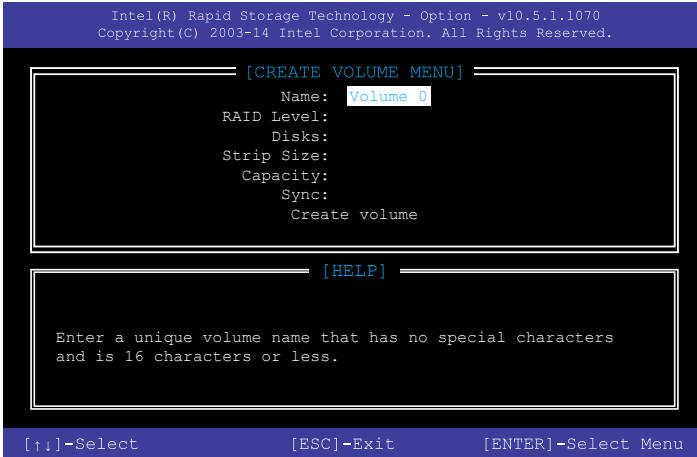 Intel(R) Rapid Storage Technology - Option - v10.5.1.1070
Copyright(C) 2003-14 Intel Corporation. All Rights Reserved.
[CREATE VOLUME MENU]
Name: Volume 0
RAID Level:
Disks:
Strip Size:
Capacity:
Sync:
Create volume
[HELP]
Enter a unique volume name that has no special characters
and is 16 characters or less.
[↑↓]-Select [ESC]-Exit [ENTER]-Select Menu